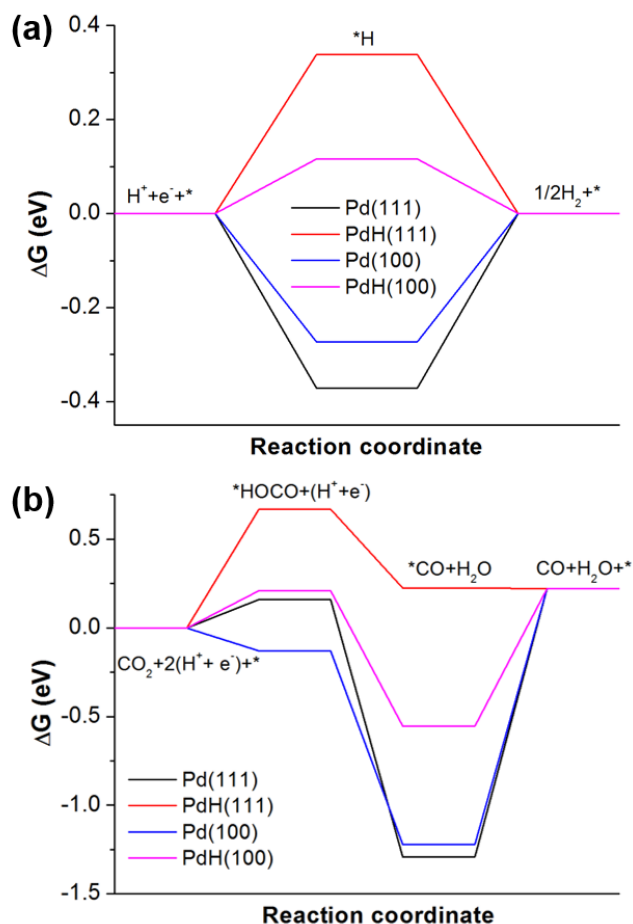 (a)
0.4
0.2
0.0
-0.2
-0.4
ΔG (eV)
*H
H⁺+e⁻+*
1/2H₂+*
Pd(111)
PdH(111)
Pd(100)
PdH(100)
Reaction coordinate
(b)
0.5
0.0
-0.5
-1.0
-1.5
ΔG (eV)
*HOCO+(H⁺+e⁻)
*CO+H₂O
CO+H₂O+*
CO₂+2(H⁺+ e⁻)+*
Pd(111)
PdH(111)
Pd(100)
PdH(100)
Reaction coordinate